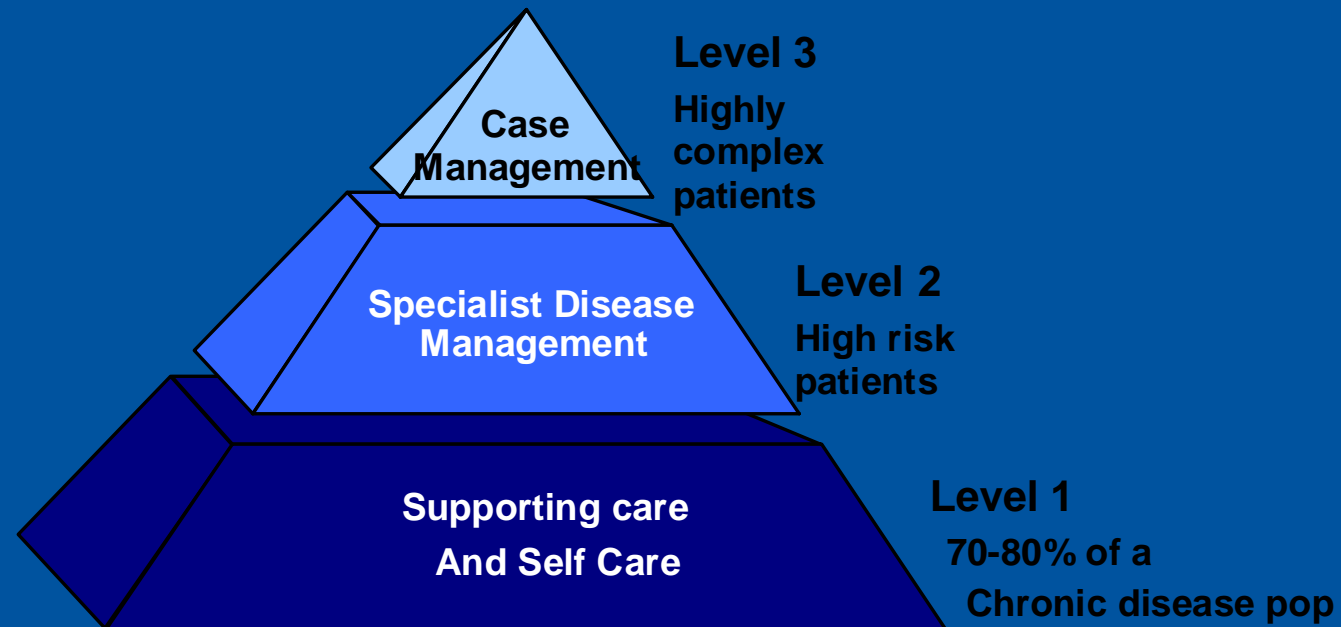 Level 3
Highly
complex
patients
Case
Management
Level 2
High risk
patients
Specialist Disease
Management
Level 1
70-80% of a
Chronic disease pop
Supporting care
And Self Care